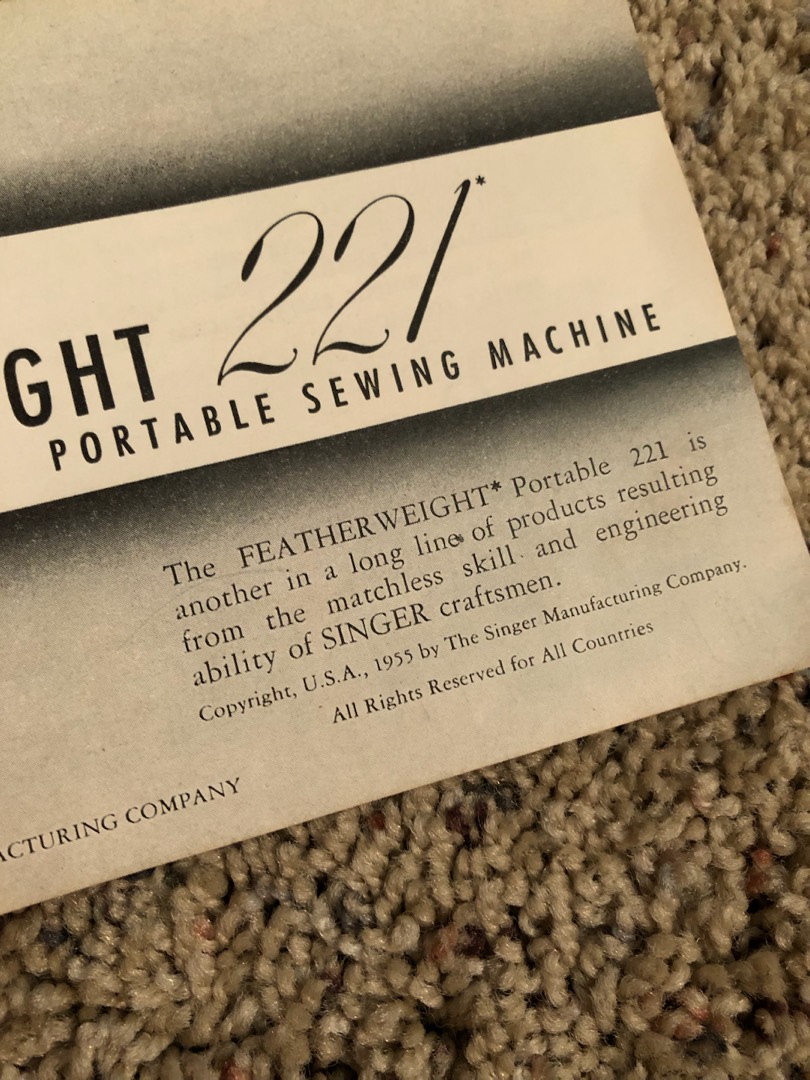 GHT 221*
PORTABLE SEWING MACHINE
The FEATHERWEIGHT* Portable 221 is
another in a long line of products resulting
from the matchless skill and engineering
ability of SINGER craftsmen.
Copyright, U.S.A., 1955 by The Singer Manufacturing Company.
All Rights Reserved for All Countries
ACTURING COMPANY